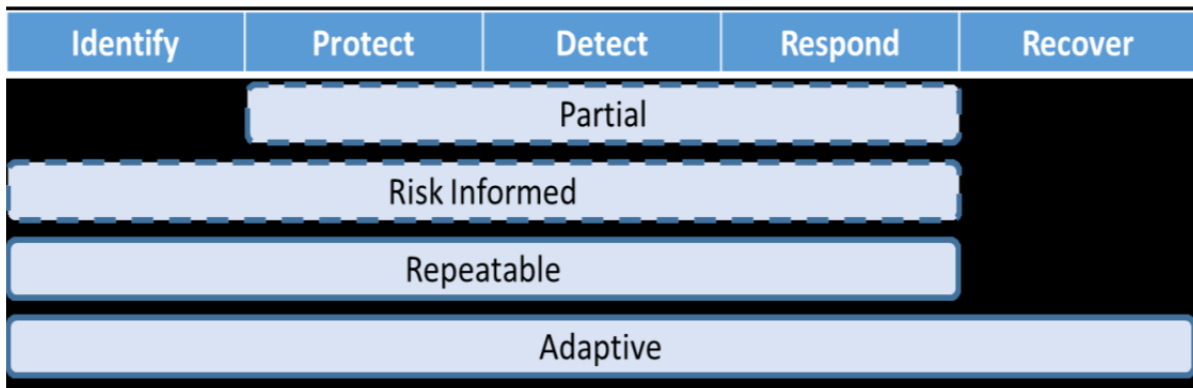 Identify Protect Detect Respond Recover
Partial
Risk Informed
Repeatable
Adaptive